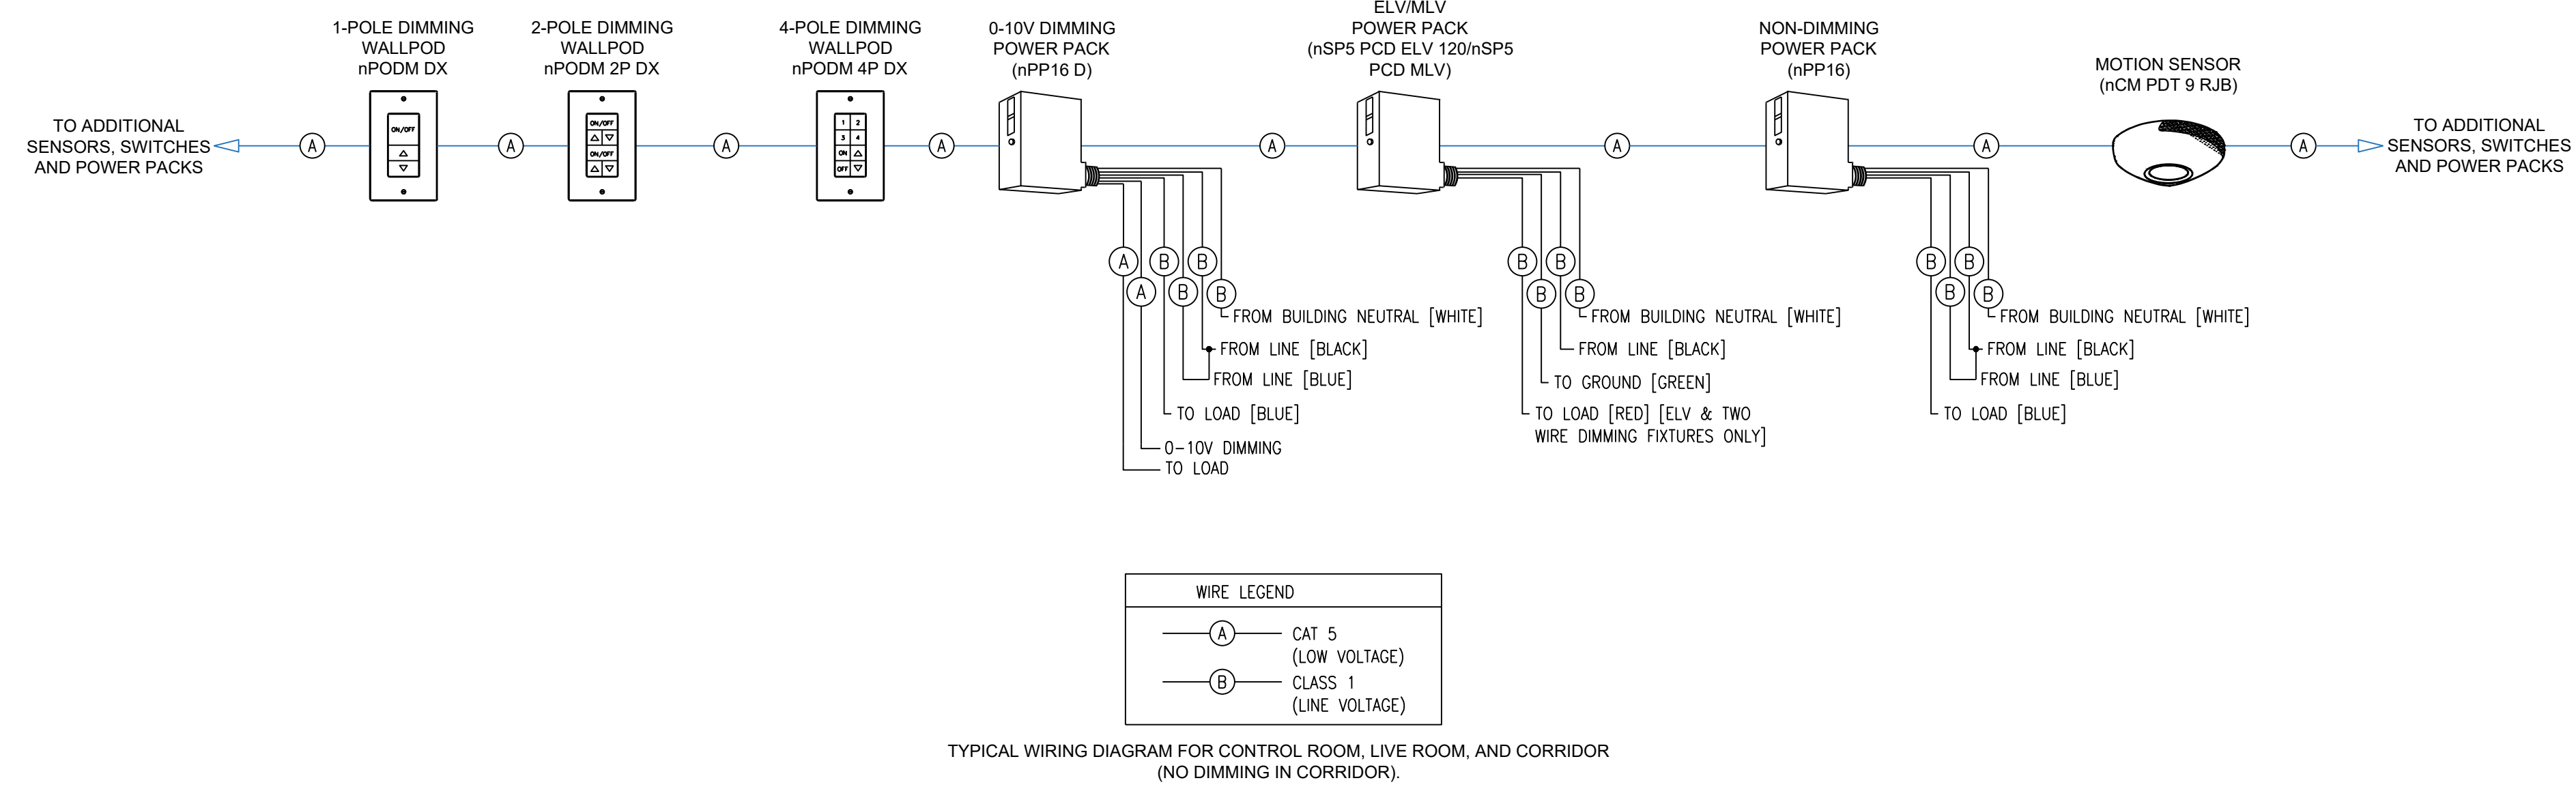 TO ADDITIONAL
SENSORS, SWITCHES
AND POWER PACKS
A
1-POLE DIMMING
WALLPOD
nPODM DX
ON/OFF
A
2-POLE DIMMING
WALLPOD
nPODM 2P DX
ON/OFF
ON/OFF
A
4-POLE DIMMING
WALLPOD
nPODM 4P DX
1 2
3 4
ON
OFF
A
0-10V DIMMING
POWER PACK
(nPP16 D)
A
ELV/MLV
POWER PACK
(nSP5 PCD ELV 120/nSP5
PCD MLV)
A
NON-DIMMING
POWER PACK
(nPP16)
A
MOTION SENSOR
(nCM PDT 9 RJB)
A
TO ADDITIONAL
SENSORS, SWITCHES
AND POWER PACKS
A B B
A B B
FROM BUILDING NEUTRAL [WHITE]
FROM LINE [BLACK]
FROM LINE [BLUE]
TO LOAD [BLUE]
0-10V DIMMING
TO LOAD
B B
B B
FROM BUILDING NEUTRAL [WHITE]
FROM LINE [BLACK]
TO GROUND [GREEN]
TO LOAD [RED] [ELV & TWO
WIRE DIMMING FIXTURES ONLY]
B B
B B
FROM BUILDING NEUTRAL [WHITE]
FROM LINE [BLACK]
FROM LINE [BLUE]
TO LOAD [BLUE]
WIRE LEGEND
A CAT 5
(LOW VOLTAGE)
B CLASS 1
(LINE VOLTAGE)
TYPICAL WIRING DIAGRAM FOR CONTROL ROOM, LIVE ROOM, AND CORRIDOR
(NO DIMMING IN CORRIDOR).